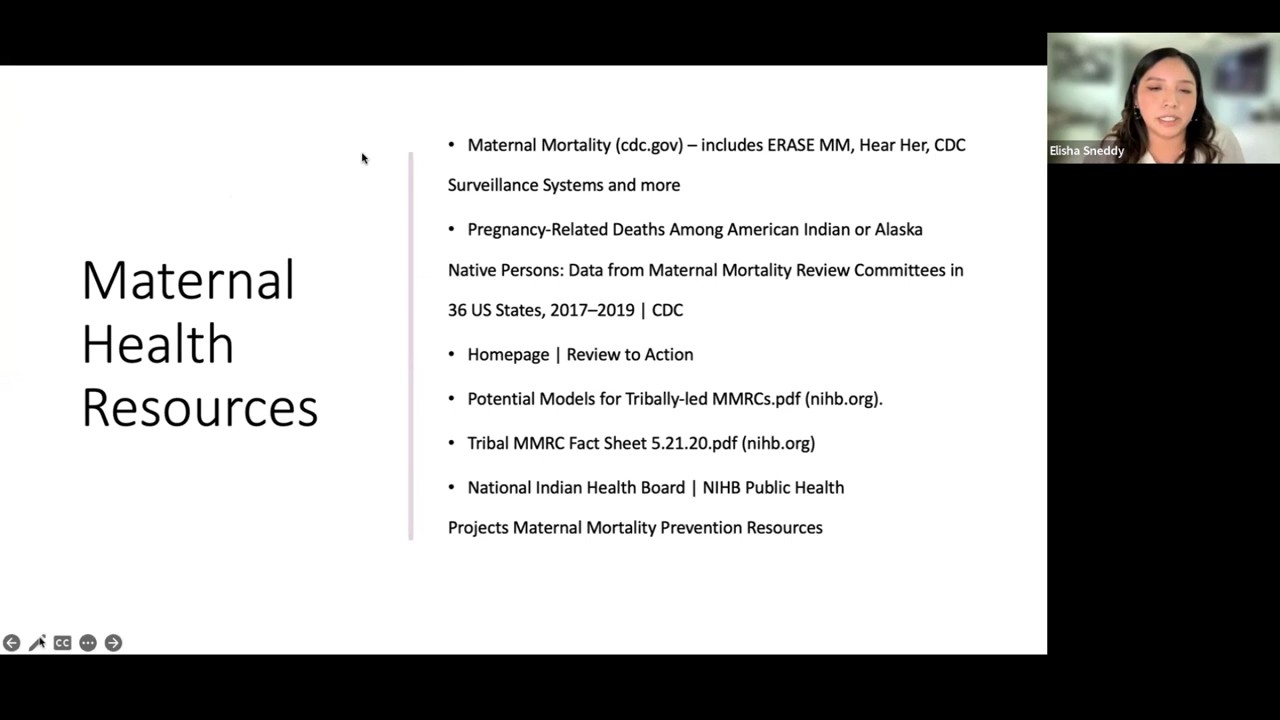 Maternal
Health
Resources
• Maternal Mortality (cdc.gov) – includes ERASE MM, Hear Her, CDC
Surveillance Systems and more
• Pregnancy-Related Deaths Among American Indian or Alaska
Native Persons: Data from Maternal Mortality Review Committees in
36 US States, 2017–2019 | CDC
• Homepage | Review to Action
• Potential Models for Tribally-led MMRCs.pdf (nihb.org).
• Tribal MMRC Fact Sheet 5.21.20.pdf (nihb.org)
• National Indian Health Board | NIHB Public Health
Projects Maternal Mortality Prevention Resources
Elisha Sneddy
CC